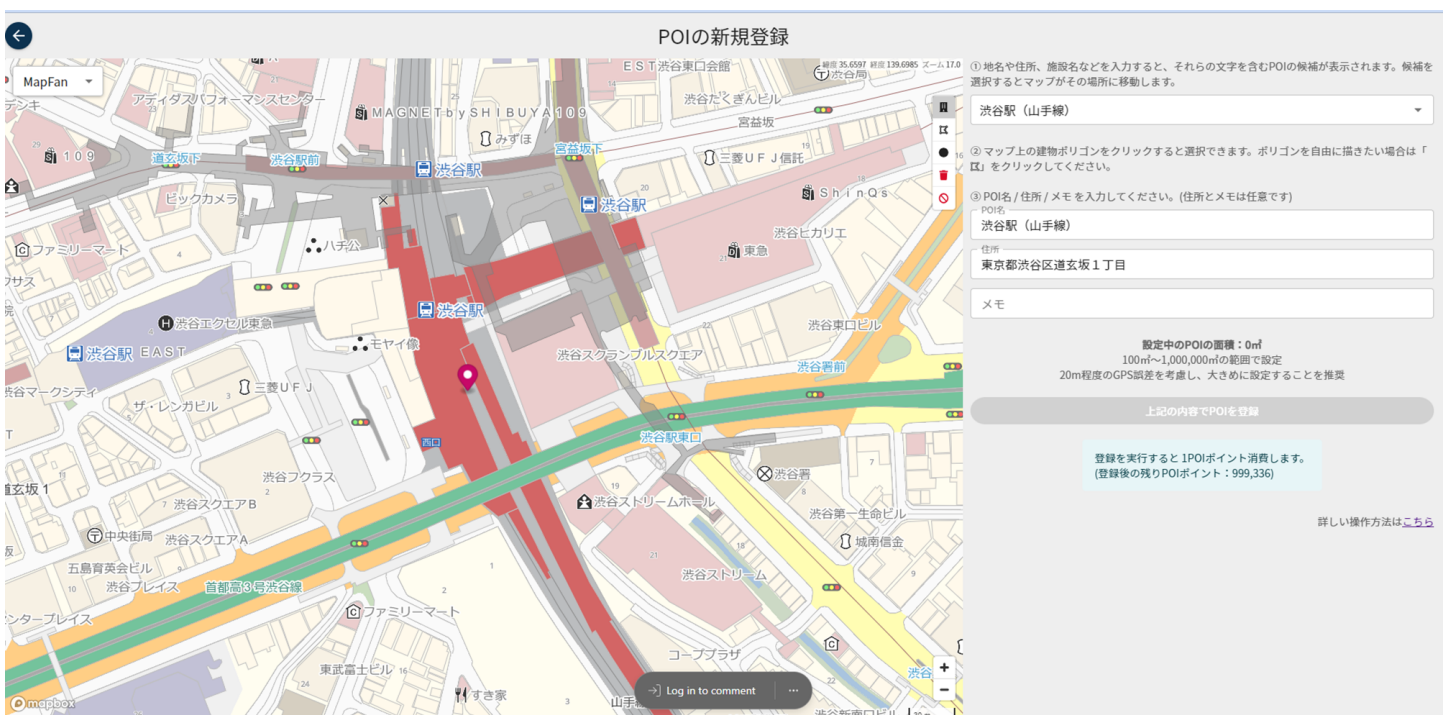 POIの新規登録
MapFan
緯度 35.6597 経度 139.6985 ズーム 17.0
EST渋谷東口会館
渋谷局
アディダスパフォーマンスセンター
渋谷たくぎんビル
MAGNETbySHIBUYA109
宮益坂
みずほ
宮益坂下
109
道玄坂下
渋谷駅前
渋谷駅
三菱UFJ信託
ビックカメラ
渋谷駅
ShinQs
ハチ公
渋谷ヒカリエ
ファミリーマート
東急
渋谷駅
渋谷エクセル東急
渋谷東口ビル
モヤイ像
渋谷駅
EAST
渋谷スクランブルスクエア
渋谷署前
渋谷マークシティ
三菱UFJ
ザ・レンガビル
西口
渋谷駅東口
渋谷フクラス
渋谷署
道玄坂1
渋谷スクエアB
渋谷ストリームホール
渋谷第一生命ビル
中央街局
渋谷スクエアA
城南信金
五島育英会ビル
渋谷プレイス
首都高3号渋谷線
渋谷ストリーム
ファミリーマート
コーププラザ
東武富士ビル
すき家
渋谷新南口ビル
mapbox
Log in to comment
① 地名や住所、施設名などを入力すると、それらの文字を含むPOIの候補が表示されます。候補を
選択するとマップがその場所に移動します。
渋谷駅（山手線）
② マップ上の建物ポリゴンをクリックすると選択できます。ポリゴンを自由に描きたい場合は「
」をクリックしてください。
③ POI名 / 住所 / メモ を入力してください。(住所とメモは任意です)
POI名
渋谷駅（山手線）
住所
東京都渋谷区道玄坂１丁目
メモ
設定中のPOIの面積：0㎡
100㎡〜1,000,000㎡の範囲で設定
20m程度のGPS誤差を考慮し、大きめに設定することを推奨
上記の内容でPOIを登録
登録を実行すると 1POIポイント消費します。
(登録後の残りPOIポイント：999,336)
詳しい操作方法はこちら